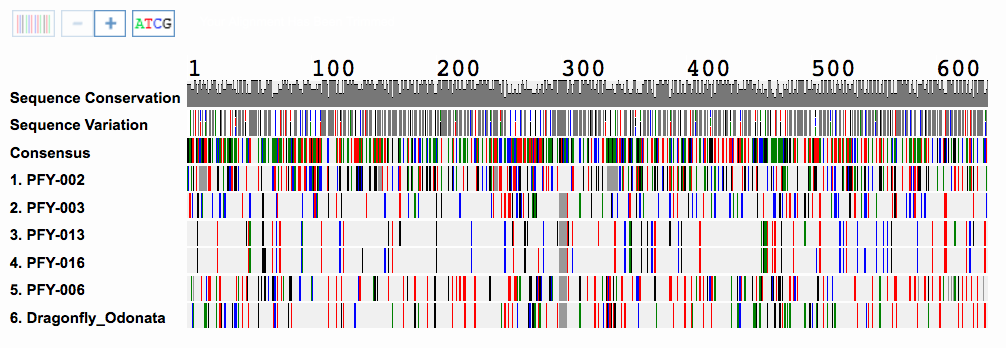 − + ATCG
1 100 200 300 400 500 600
Sequence Conservation
Sequence Variation
Consensus
1. PFY-002
2. PFY-003
3. PFY-013
4. PFY-016
5. PFY-006
6. Dragonfly_Odonata